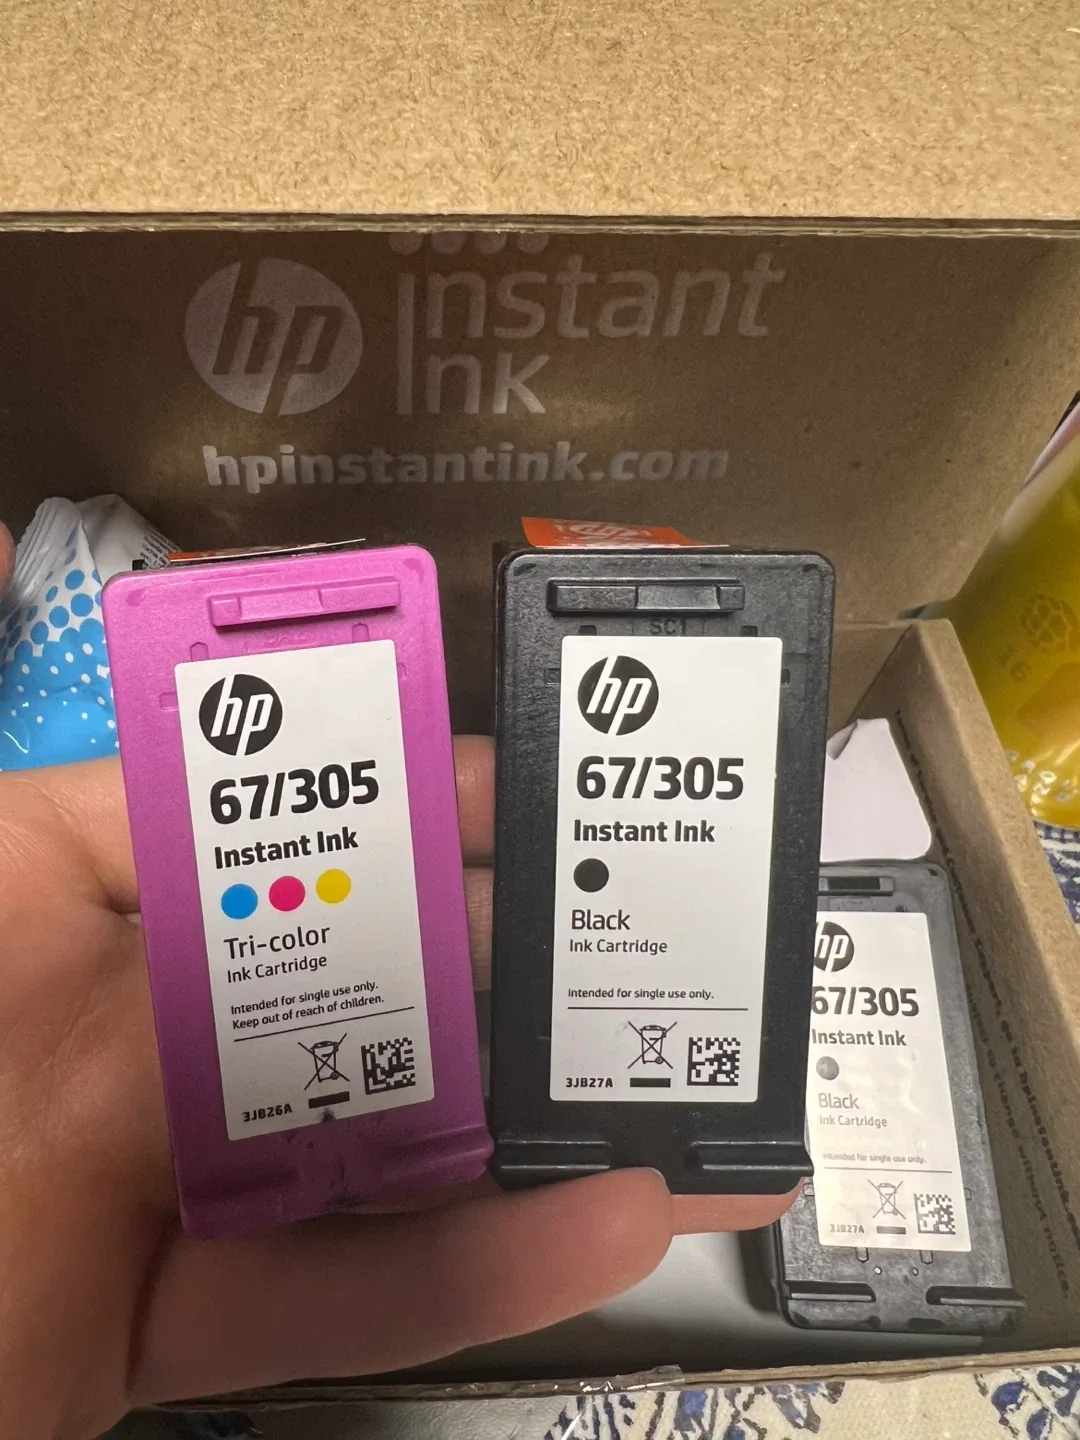 hp instant
ink
hpinstantink.com
hp
67/305
Instant Ink
Tri-color
Ink Cartridge
Intended for single use only.
Keep out of reach of children.
3JB26A
hp
SC1
hp
67/305
Instant Ink
Black
Ink Cartridge
Intended for single use only.
3JB27A
hp
67/305
Instant Ink
Black
Ink Cartridge
Intended for single use only.
3JB27A